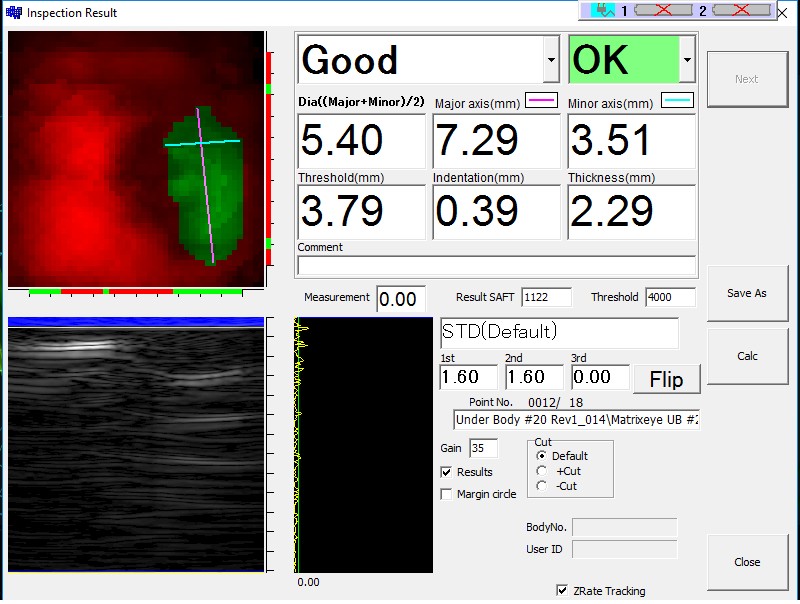 Inspection Result
1 2
Good OK
Next
Dia((Major+Minor)/2) Major axis(mm) Minor axis(mm)
5.40 7.29 3.51
Threshold(mm) Indentation(mm) Thickness(mm)
3.79 0.39 2.29
Comment
Measurement 0.00 Result SAFT 1122 Threshold 4000
Save As
STD(Default)
Calc
1st 2nd 3rd
1.60 1.60 0.00 Flip
Point No. 0012/ 18
Under Body #20 Rev1_014\Matrixeye UB #2
Gain 35
Cut
Default
Results
+Cut
-Cut
Margin circle
BodyNo.
User ID
Close
0.00
ZRate Tracking